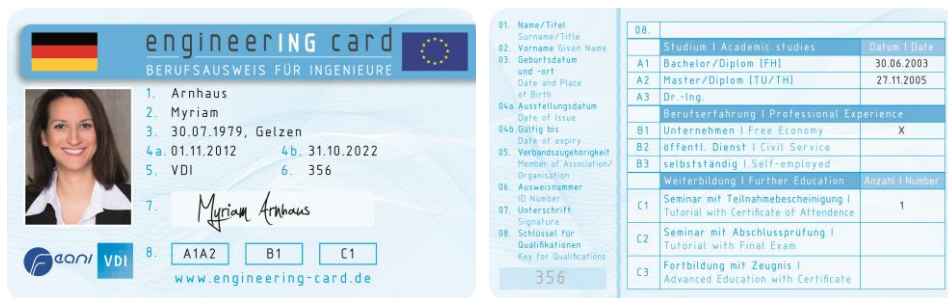 engineerING card
BERUFSAUSWEIS FÜR INGENIEURE
1. Arnhaus
2. Myriam
3. 30.07.1979, Gelzen
4a. 01.11.2012 4b. 31.10.2022
5. VDI 6. 356
7. Myriam Arnhaus
8. A1A2 B1 C1
feani VDI
www.engineering-card.de
01. Name/Titel
Surname/Title
02. Vorname Given Name
03. Geburtsdatum
und -ort
Date and Place
of Birth
04a. Ausstellungsdatum
Date of Issue
04b. Gültig bis
Date of expiry
05. Verbandszugehörigkeit
Member of Association/
Organisation
06. Ausweisnummer
ID Number
07. Unterschrift
Signature
08. Schlüssel für
Qualifikationen
Key for Qualifications
356
08.
Studium | Academic studies Datum | Date
A1 Bachelor/Diplom [FH] 30.06.2003
A2 Master/Diplom [TU/TH] 27.11.2005
A3 Dr.-Ing.
Berufserfahrung | Professional Experience
B1 Unternehmen | Free Economy X
B2 öffentl. Dienst | Civil Service
B3 selbstständig | Self-employed
Weiterbildung | Further Education Anzahl | Number
C1 Seminar mit Teilnahmebescheinigung | 1
Tutorial with Certificate of Attendence
C2 Seminar mit Abschlussprüfung |
Tutorial with Final Exam
C3 Fortbildung mit Zeugnis |
Advanced Education with Certificate